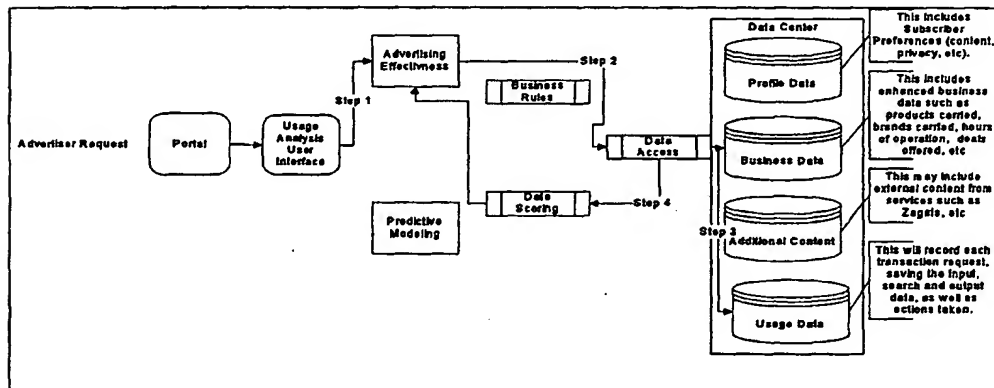 Advertiser Request
Portal
Usage
Analysis
User
Interface
Step 1
Advertising
Effectivness
Step 2
Business
Rules
Data
Access
Data
Scoring
Step 4
Predictive
Modeling
Step 3
Data Center
Profile Data
Business Data
Additional Content
Usage Data
This includes
Subscriber
Preferences (content,
privacy, etc).
This includes
enhanced business
data such as
products carried,
brands carried, hours
of operation, deals
offered, etc
This may include
external content from
services such as
Zagats, etc
This will record each
transaction request,
saving the input,
search and output
data, as well as
actions taken.